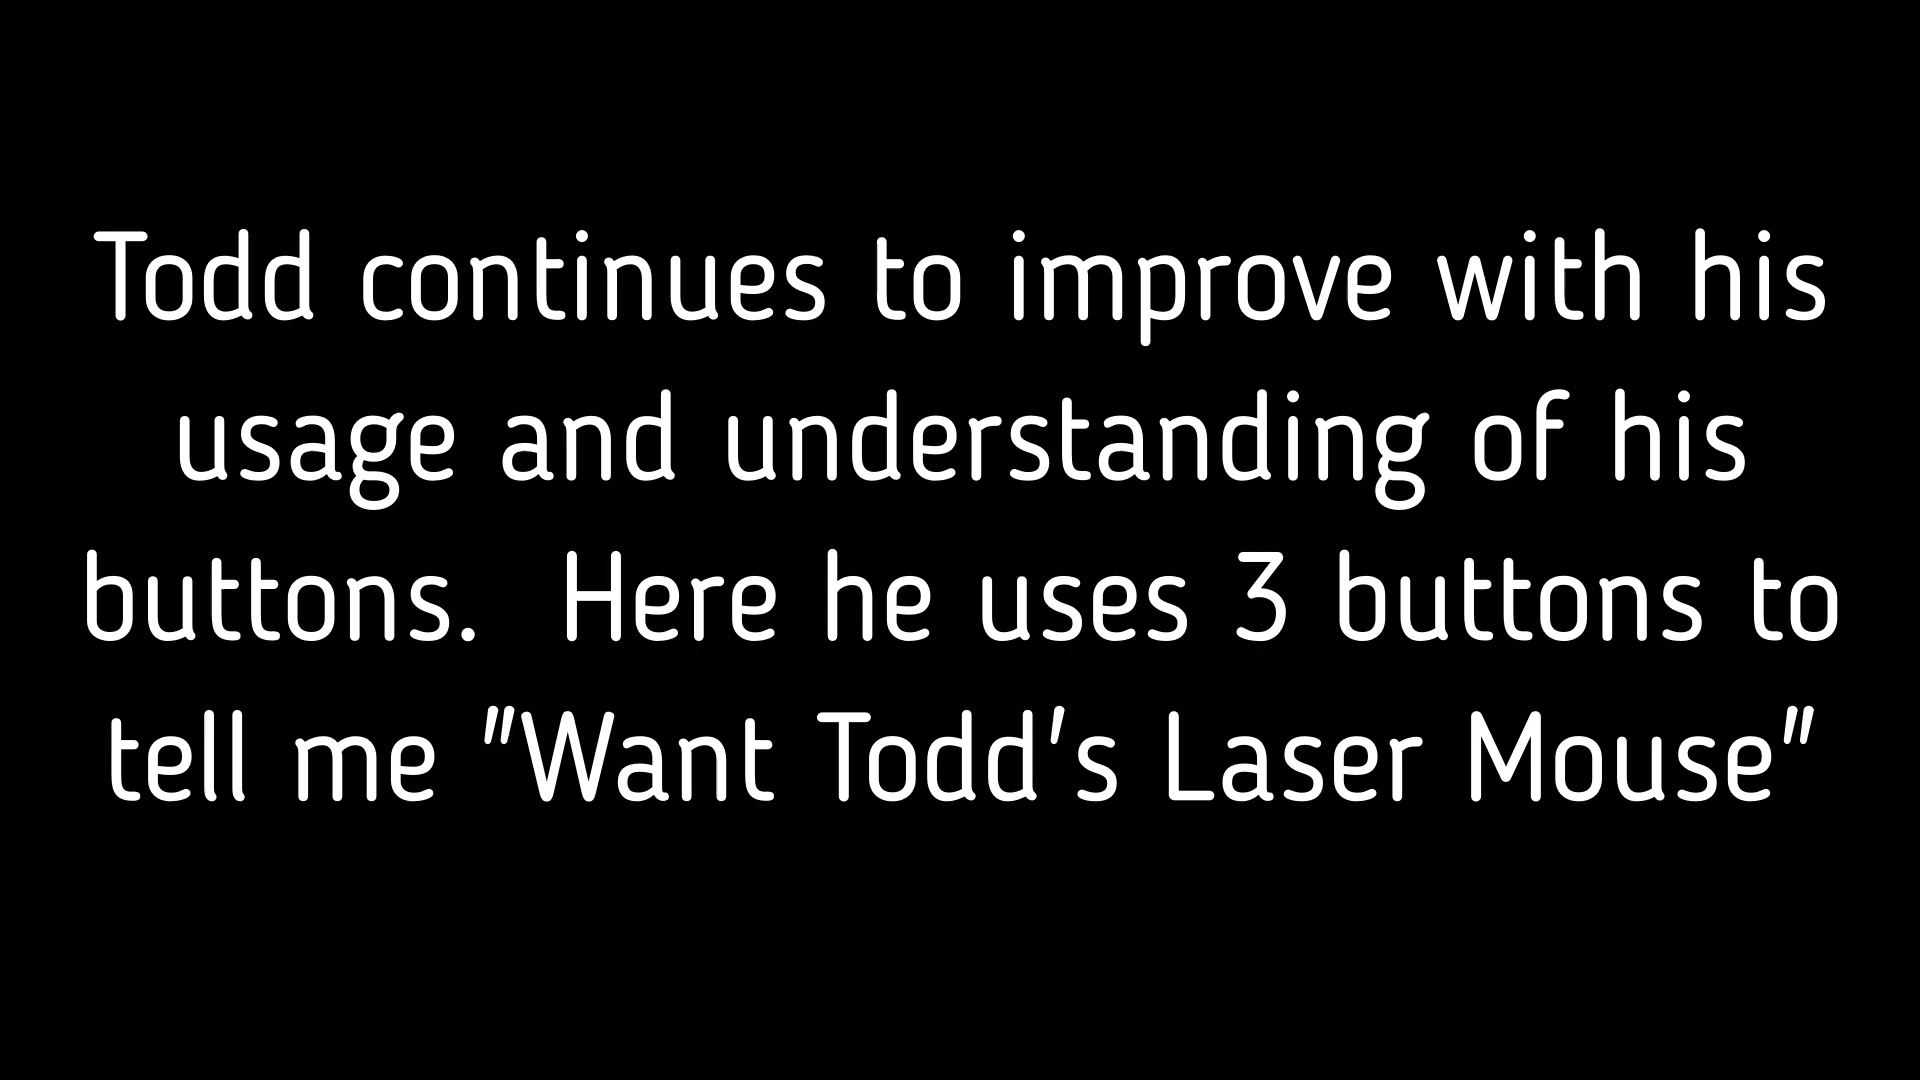 Todd continues to improve with his
usage and understanding of his
buttons.  Here he uses 3 buttons to
tell me "Want Todd's Laser Mouse"